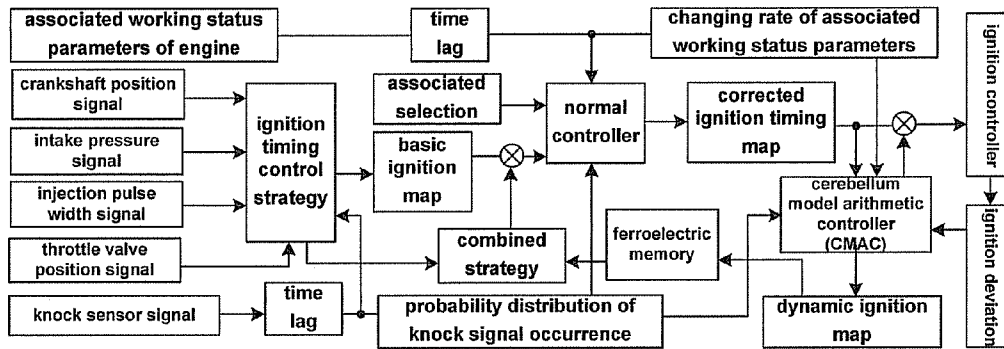 associated working status
parameters of engine
time
lag
changing rate of associated
working status parameters
ignition controller
crankshaft position
signal
associated
selection
normal
controller
corrected
ignition timing
map
intake pressure
signal
ignition
timing
control
strategy
basic
ignition
map
injection pulse
width signal
cerebellum
model arithmetic
controller
(CMAC)
throttle valve
position signal
combined
strategy
ferroelectric
memory
ignition deviation
knock sensor signal
time
lag
probability distribution of
knock signal occurrence
dynamic ignition
map